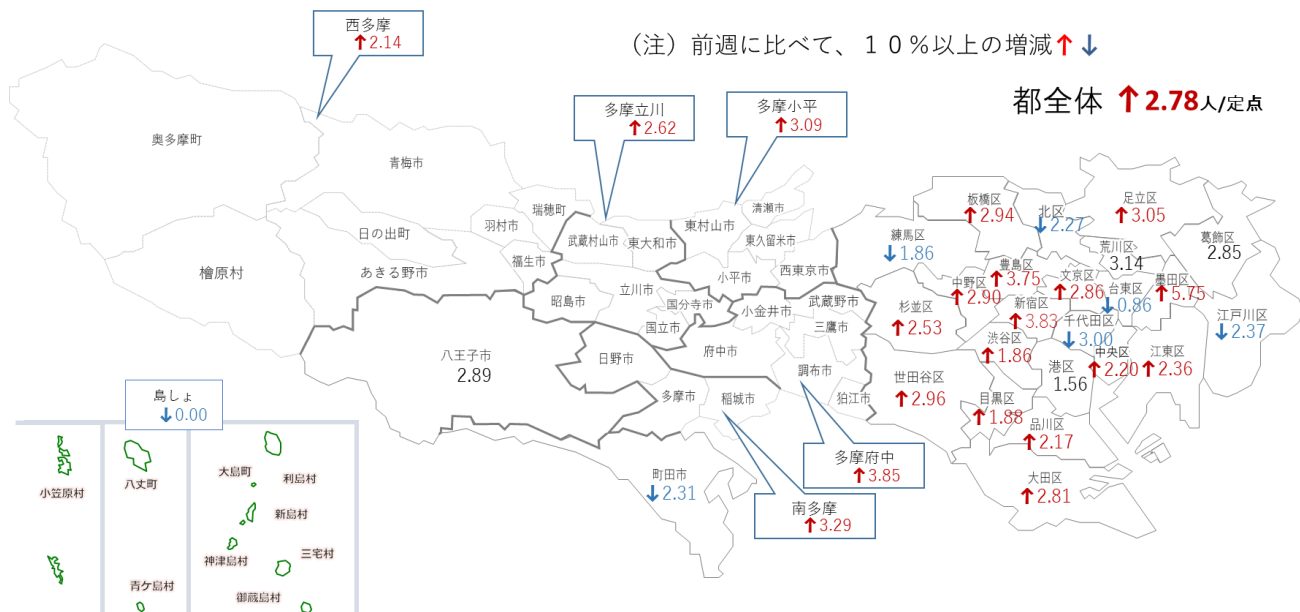 (注) 前週に比べて、10%以上の増減↑↓
都全体 ↑2.78人/定点
西多摩
↑2.14
多摩立川
↑2.62
多摩小平
↑3.09
奥多摩町
青梅市
瑞穂町
羽村市
日の出町
福生市
あきる野市
檜原村
武蔵村山市
東大和市
東村山市
清瀬市
東久留米市
小平市
西東京市
昭島市
立川市
国分寺市
小金井市
武蔵野市
国立市
三鷹市
八王子市
2.89
日野市
府中市
調布市
多摩市
稲城市
狛江市
町田市
↓2.31
多摩府中
↑3.85
南多摩
↑3.29
板橋区
↑2.94
北区
↓2.27
足立区
↑3.05
練馬区
↓1.86
荒川区
3.14
葛飾区
2.85
豊島区
↑3.75
文京区
↑2.86
中野区
↑2.90
台東区
↓0.86
墨田区
↑5.75
杉並区
↑2.53
新宿区
↑3.83
千代田区
↓3.00
江戸川区
↓2.37
渋谷区
↑1.86
港区
1.56
中央区
↑2.20
江東区
↑2.36
世田谷区
↑2.96
目黒区
↑1.88
品川区
↑2.17
大田区
↑2.81
島しょ
↓0.00
小笠原村
八丈町
青ケ島村
大島町
利島村
新島村
神津島村
三宅村
御蔵島村